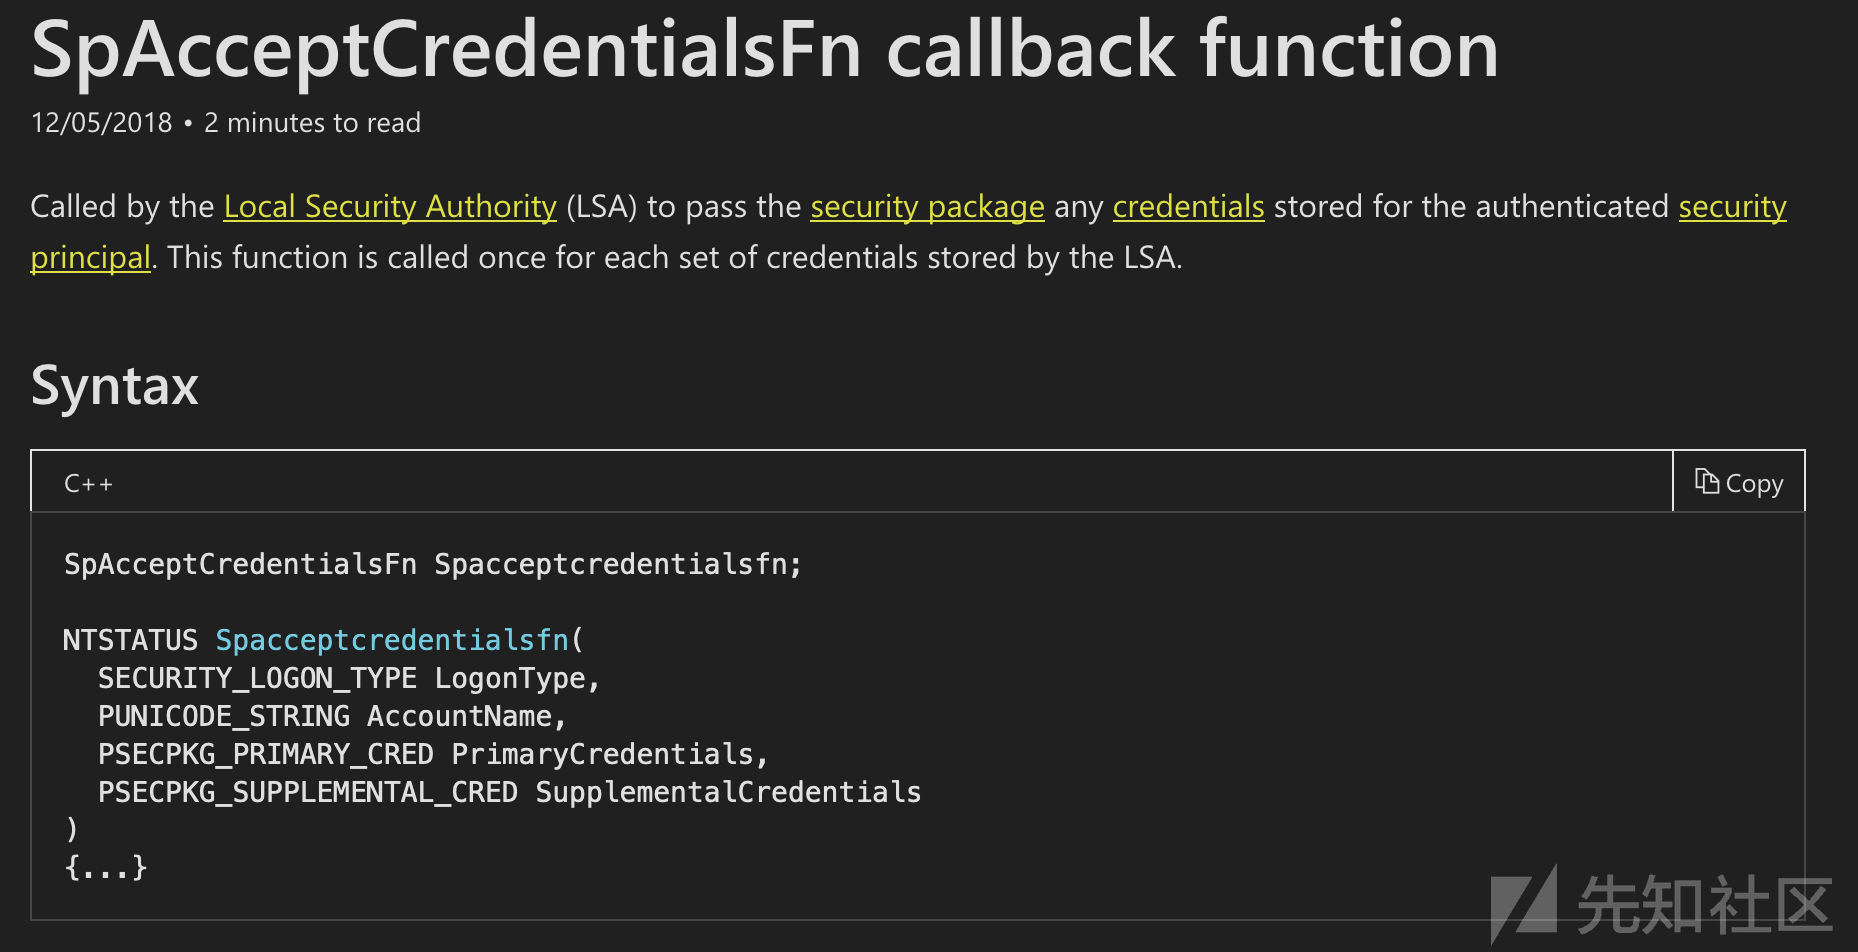 SpAcceptCredentialsFn callback function
12/05/2018 • 2 minutes to read
Called by the Local Security Authority (LSA) to pass the security package any credentials stored for the authenticated security
principal. This function is called once for each set of credentials stored by the LSA.
Syntax
C++
Copy
SpAcceptCredentialsFn Spacceptcredentialsfn;
NTSTATUS Spacceptcredentialsfn(
  SECURITY_LOGON_TYPE LogonType,
  PUNICODE_STRING AccountName,
  PSECPKG_PRIMARY_CRED PrimaryCredentials,
  PSECPKG_SUPPLEMENTAL_CRED SupplementalCredentials
)
{...}
先知社区